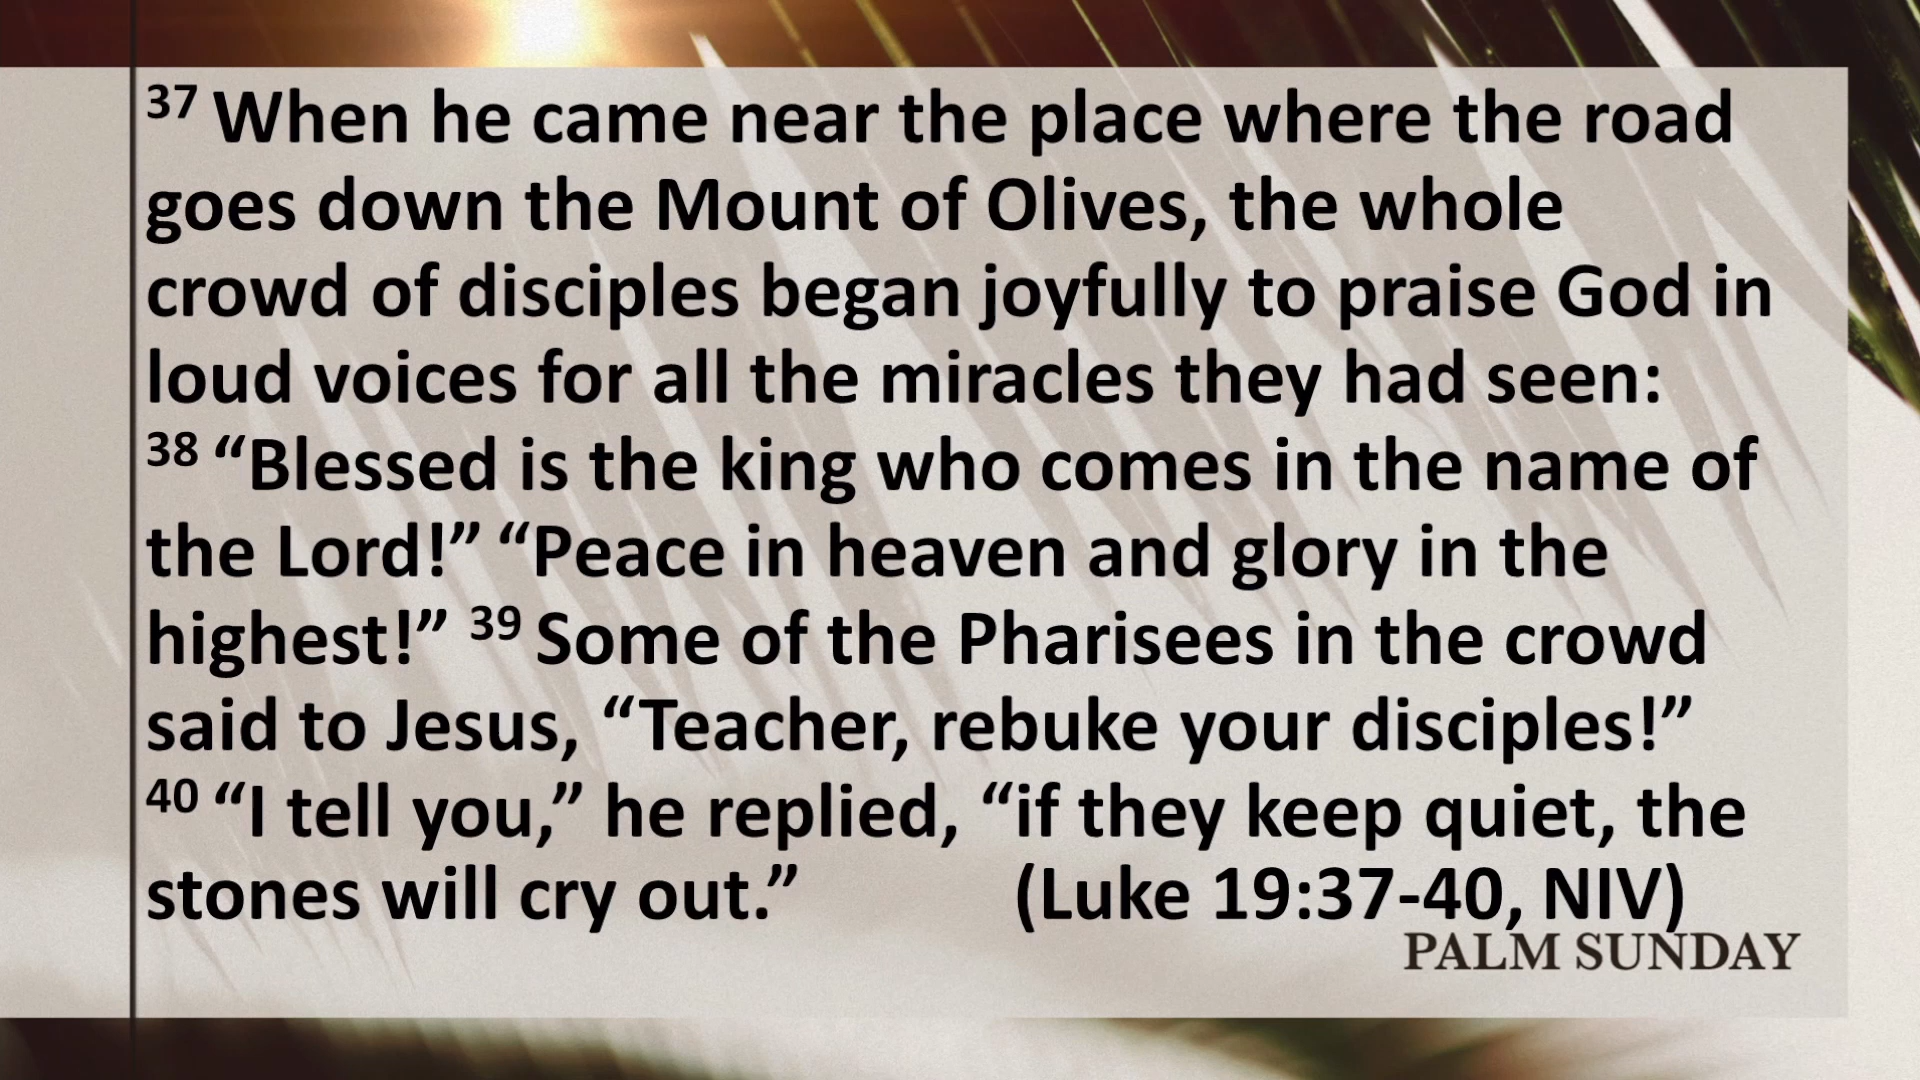 37 When he came near the place where the road
goes down the Mount of Olives, the whole
crowd of disciples began joyfully to praise God in
loud voices for all the miracles they had seen:
38 “Blessed is the king who comes in the name of
the Lord!” “Peace in heaven and glory in the
highest!” 39 Some of the Pharisees in the crowd
said to Jesus, “Teacher, rebuke your disciples!”
40 “I tell you,” he replied, “if they keep quiet, the
stones will cry out.” (Luke 19:37-40, NIV)
PALM SUNDAY